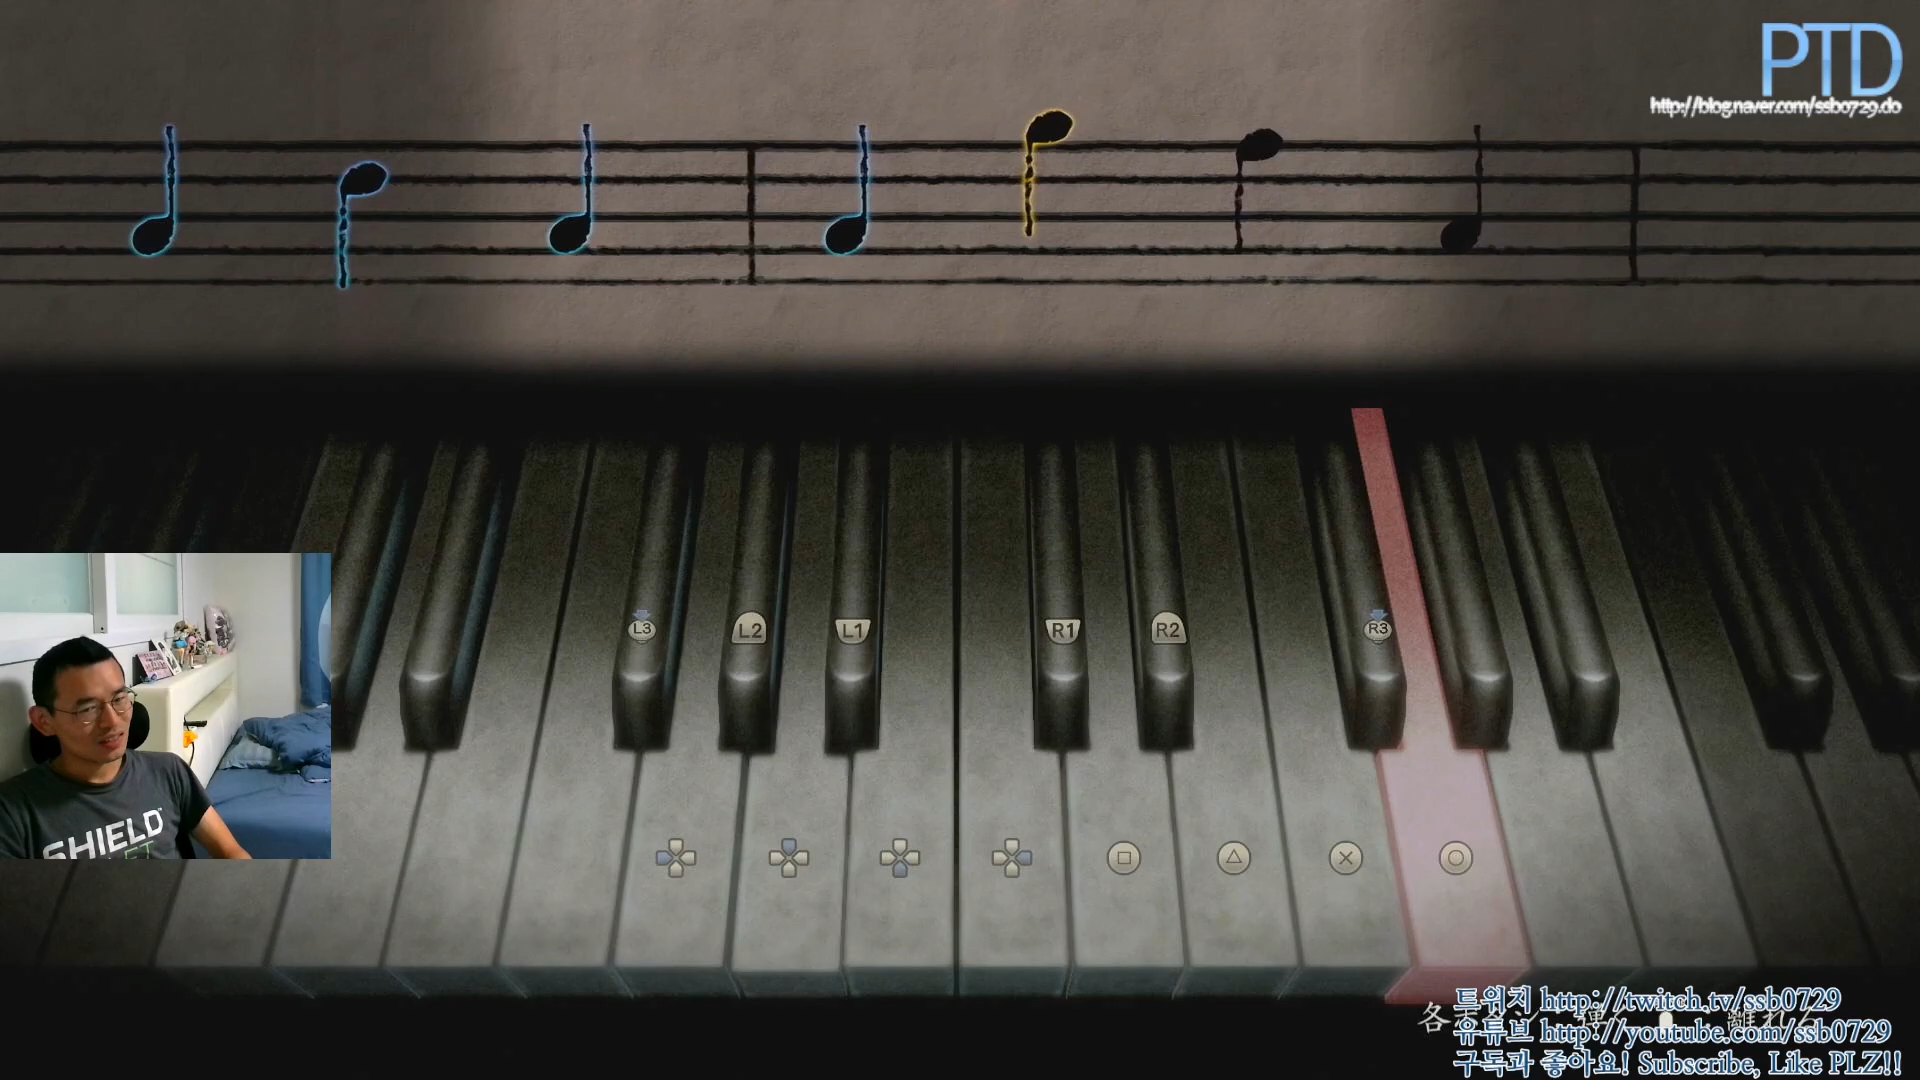 PTD
http://blog.naver.com/ssb0729.do
L3
L2
L1
R1
R2
R3
SHIELD
트위치 http://twitch.tv/ssb0729
유튜브 http://youtube.com/ssb0729
구독과 좋아요! Subscribe, Like PLZ!!